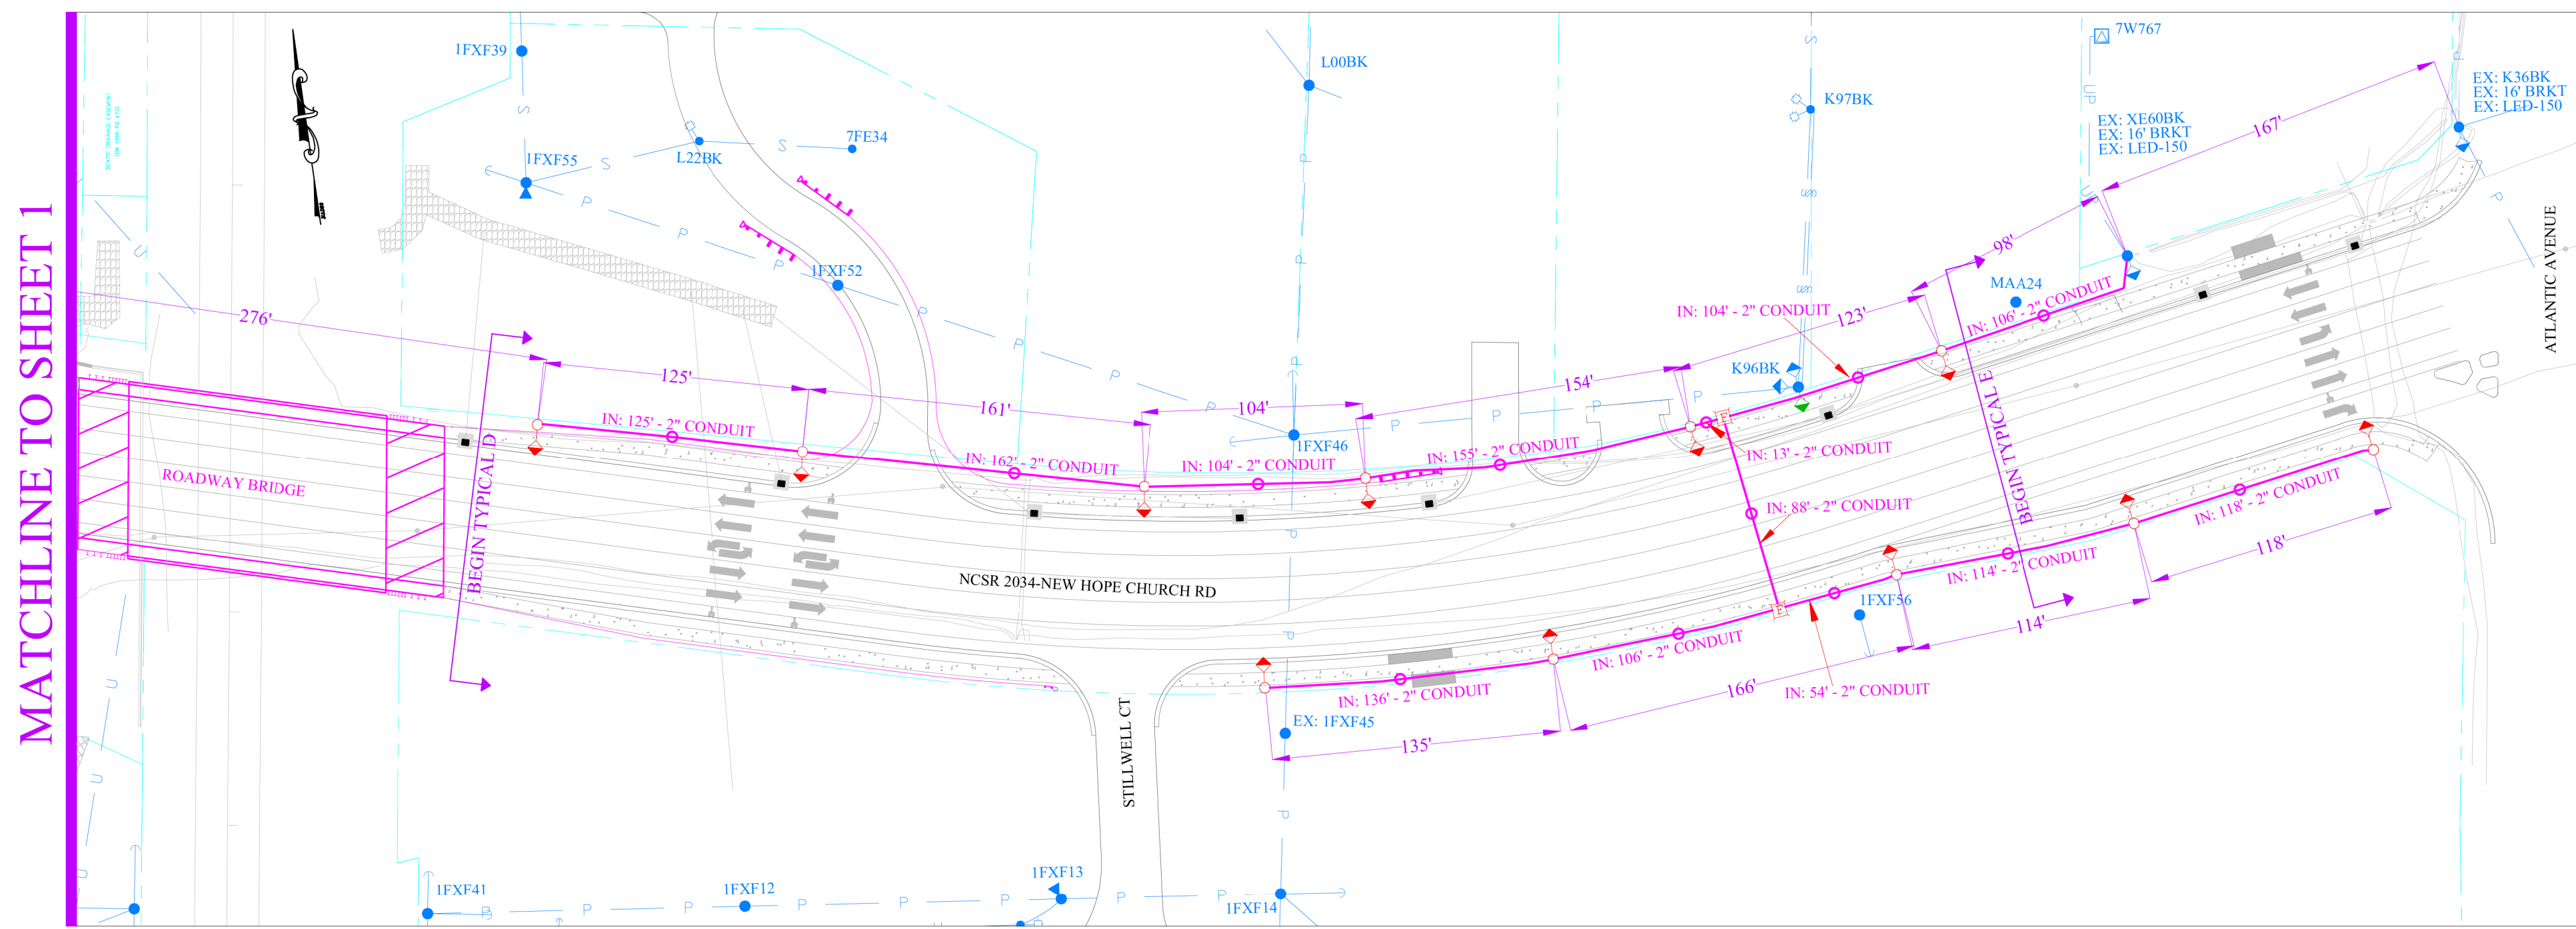 MATCHLINE TO SHEET 1
30'X70' DRAINAGE EASEMENT
1FXF39
L00BK
7W767
EX: K36BK
EX: 16' BRKT
EX: LED-150
K97BK
EX: XE60BK
EX: 16' BRKT
EX: LED-150
167'
1FXF55
L22BK
7FE34
ATLANTIC AVENUE
98'
1FXF52
MAA24
IN: 106' - 2" CONDUIT
276'
IN: 104' - 2" CONDUIT
123'
125'
161'
104'
154'
K96BK
BEGIN TYPICAL E
IN: 125' - 2" CONDUIT
1FXF46
IN: 162' - 2" CONDUIT
IN: 104' - 2" CONDUIT
IN: 155' - 2" CONDUIT
F
IN: 13' - 2" CONDUIT
ROADWAY BRIDGE
BEGIN TYPICAL D
IN: 88' - 2" CONDUIT
IN: 118' - 2" CONDUIT
118'
NCSR 2034-NEW HOPE CHURCH RD
IN: 114' - 2" CONDUIT
F
1FXF56
114'
IN: 106' - 2" CONDUIT
166'
IN: 54' - 2" CONDUIT
IN: 136' - 2" CONDUIT
EX: 1FXF45
135'
STILLWELL CT
1FXF41
1FXF12
1FXF13
1FXF14